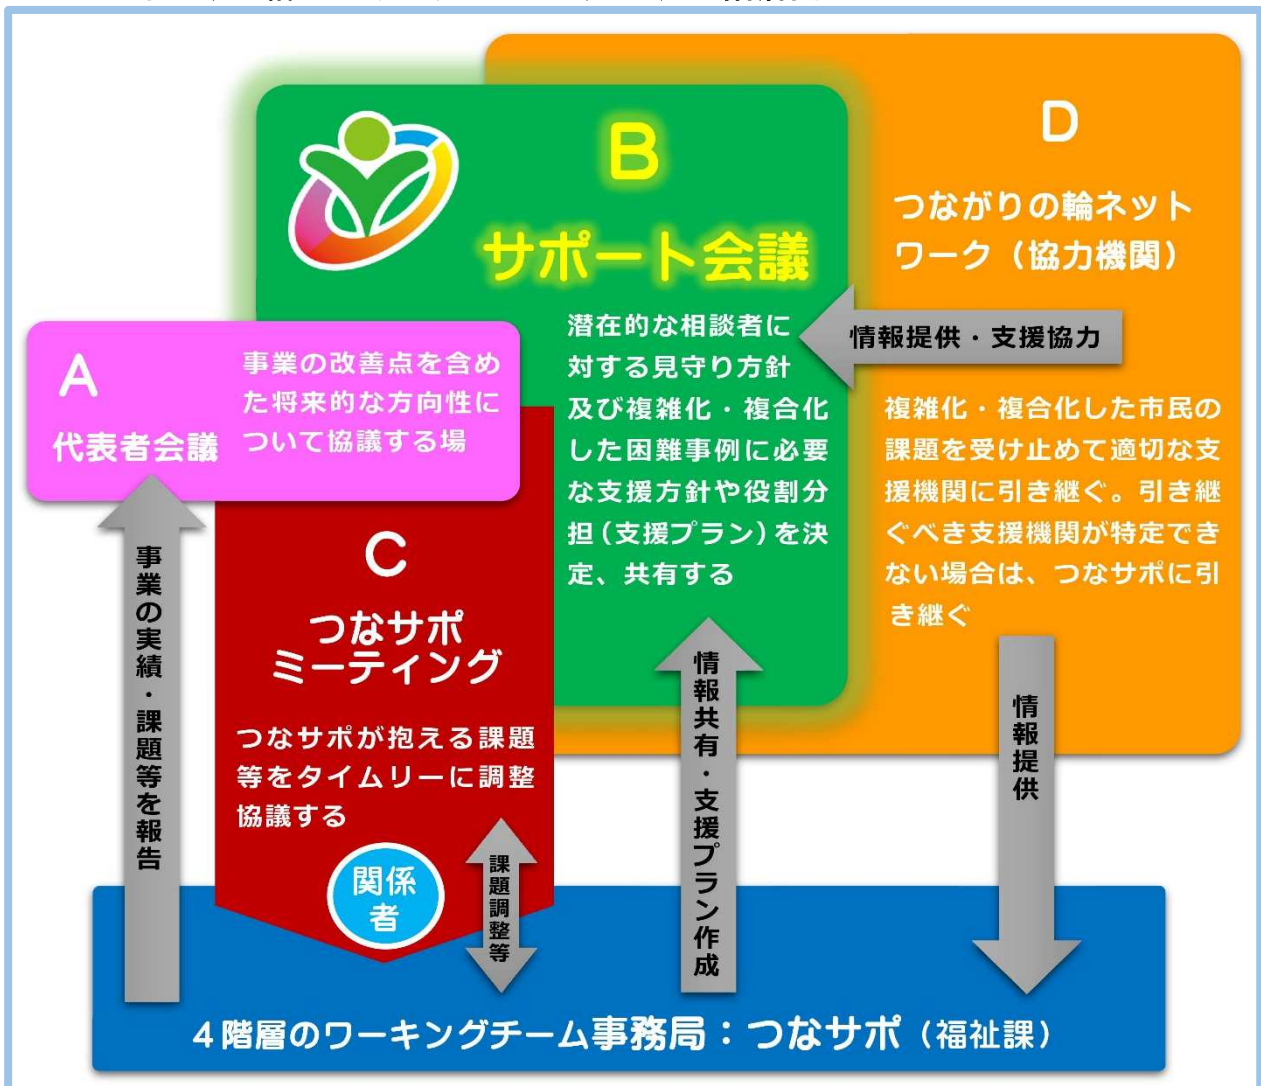 B
サポート会議
潜在的な相談者に
対する見守り方針
及び複雑化・複合化
した困難事例に必要
な支援方針や役割分
担（支援プラン）を決
定、共有する
D
つながりの輪ネット
ワーク（協力機関）
情報提供・支援協力
複雑化・複合化した市民の
課題を受け止めて適切な支
援機関に引き継ぐ。引き継
ぐべき支援機関が特定でき
ない場合は、つなサポに引
き継ぐ
A
代表者会議
事業の改善点を含め
た将来的な方向性に
ついて協議する場
C
つなサポ
ミーティング
つなサポが抱える課題
等をタイムリーに調整
協議する
関係
者
事業の実績・課題等を報告
課題調整等
情報共有・支援プラン作成
情報提供
４階層のワーキングチーム事務局：つなサポ（福祉課）